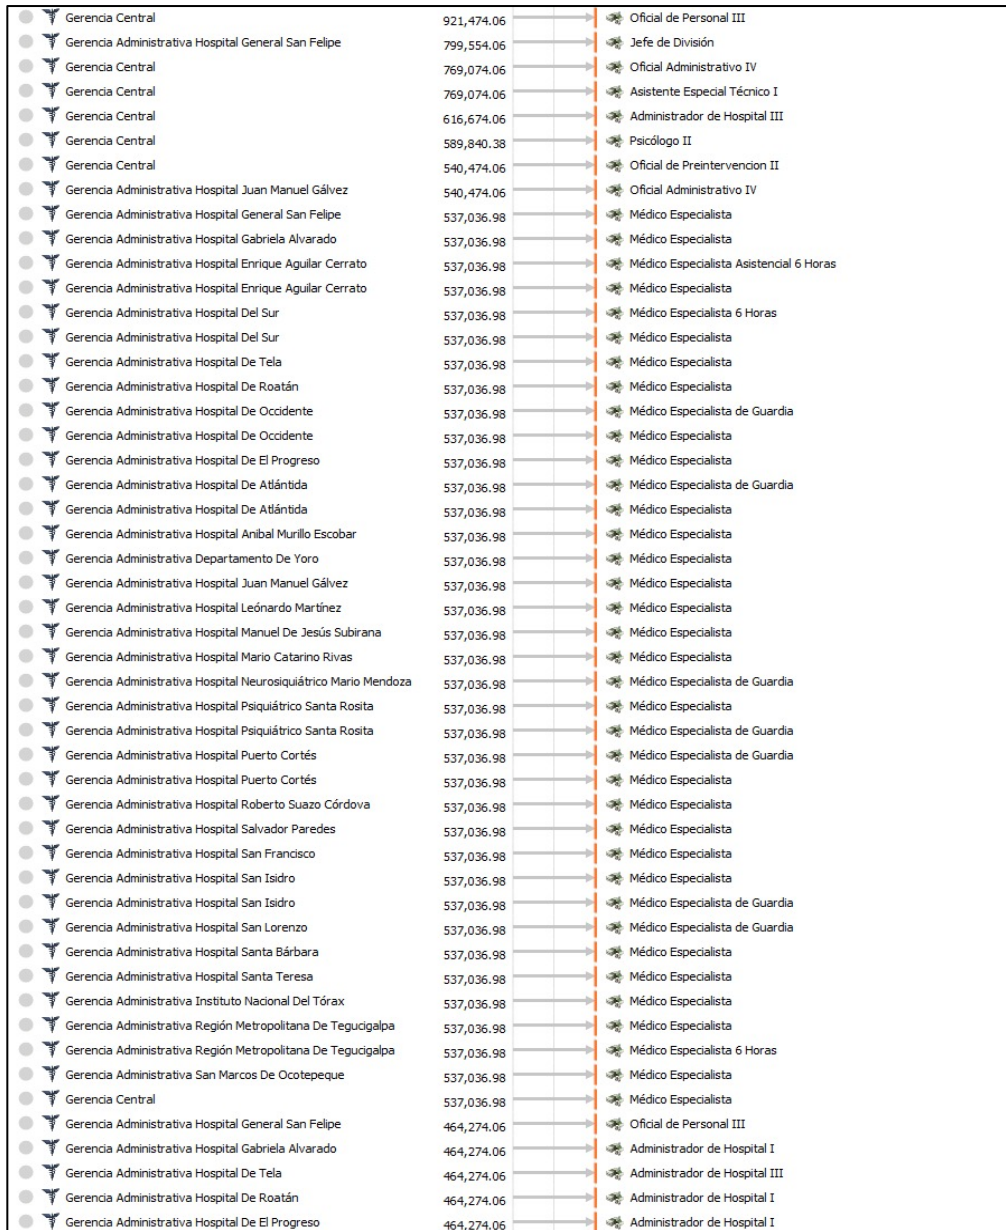 Gerencia Central 921,474.06 Oficial de Personal III
Gerencia Administrativa Hospital General San Felipe 799,554.06 Jefe de División
Gerencia Central 769,074.06 Oficial Administrativo IV
Gerencia Central 769,074.06 Asistente Especial Técnico I
Gerencia Central 616,674.06 Administrador de Hospital III
Gerencia Central 589,840.38 Psicólogo II
Gerencia Central 540,474.06 Oficial de Preintervencion II
Gerencia Administrativa Hospital Juan Manuel Gálvez 540,474.06 Oficial Administrativo IV
Gerencia Administrativa Hospital General San Felipe 537,036.98 Médico Especialista
Gerencia Administrativa Hospital Gabriela Alvarado 537,036.98 Médico Especialista
Gerencia Administrativa Hospital Enrique Aguilar Cerrato 537,036.98 Médico Especialista Asistencial 6 Horas
Gerencia Administrativa Hospital Enrique Aguilar Cerrato 537,036.98 Médico Especialista
Gerencia Administrativa Hospital Del Sur 537,036.98 Médico Especialista 6 Horas
Gerencia Administrativa Hospital Del Sur 537,036.98 Médico Especialista
Gerencia Administrativa Hospital De Tela 537,036.98 Médico Especialista
Gerencia Administrativa Hospital De Roatán 537,036.98 Médico Especialista
Gerencia Administrativa Hospital De Occidente 537,036.98 Médico Especialista de Guardia
Gerencia Administrativa Hospital De Occidente 537,036.98 Médico Especialista
Gerencia Administrativa Hospital De El Progreso 537,036.98 Médico Especialista
Gerencia Administrativa Hospital De Atlántida 537,036.98 Médico Especialista de Guardia
Gerencia Administrativa Hospital De Atlántida 537,036.98 Médico Especialista
Gerencia Administrativa Hospital Anibal Murillo Escobar 537,036.98 Médico Especialista
Gerencia Administrativa Departamento De Yoro 537,036.98 Médico Especialista
Gerencia Administrativa Hospital Juan Manuel Gálvez 537,036.98 Médico Especialista
Gerencia Administrativa Hospital Leónardo Martínez 537,036.98 Médico Especialista
Gerencia Administrativa Hospital Manuel De Jesús Subirana 537,036.98 Médico Especialista
Gerencia Administrativa Hospital Mario Catarino Rivas 537,036.98 Médico Especialista
Gerencia Administrativa Hospital Neurosiquiátrico Mario Mendoza 537,036.98 Médico Especialista de Guardia
Gerencia Administrativa Hospital Psiquiátrico Santa Rosita 537,036.98 Médico Especialista
Gerencia Administrativa Hospital Psiquiátrico Santa Rosita 537,036.98 Médico Especialista de Guardia
Gerencia Administrativa Hospital Puerto Cortés 537,036.98 Médico Especialista de Guardia
Gerencia Administrativa Hospital Puerto Cortés 537,036.98 Médico Especialista
Gerencia Administrativa Hospital Roberto Suazo Córdova 537,036.98 Médico Especialista
Gerencia Administrativa Hospital Salvador Paredes 537,036.98 Médico Especialista
Gerencia Administrativa Hospital San Francisco 537,036.98 Médico Especialista
Gerencia Administrativa Hospital San Isidro 537,036.98 Médico Especialista
Gerencia Administrativa Hospital San Isidro 537,036.98 Médico Especialista de Guardia
Gerencia Administrativa Hospital San Lorenzo 537,036.98 Médico Especialista de Guardia
Gerencia Administrativa Hospital Santa Bárbara 537,036.98 Médico Especialista
Gerencia Administrativa Hospital Santa Teresa 537,036.98 Médico Especialista
Gerencia Administrativa Instituto Nacional Del Tórax 537,036.98 Médico Especialista
Gerencia Administrativa Región Metropolitana De Tegucigalpa 537,036.98 Médico Especialista
Gerencia Administrativa Región Metropolitana De Tegucigalpa 537,036.98 Médico Especialista 6 Horas
Gerencia Administrativa San Marcos De Ocotepeque 537,036.98 Médico Especialista
Gerencia Central 537,036.98 Médico Especialista
Gerencia Administrativa Hospital General San Felipe 464,274.06 Oficial de Personal III
Gerencia Administrativa Hospital Gabriela Alvarado 464,274.06 Administrador de Hospital I
Gerencia Administrativa Hospital De Tela 464,274.06 Administrador de Hospital III
Gerencia Administrativa Hospital De Roatán 464,274.06 Administrador de Hospital I
Gerencia Administrativa Hospital De El Progreso 464,274.06 Administrador de Hospital I